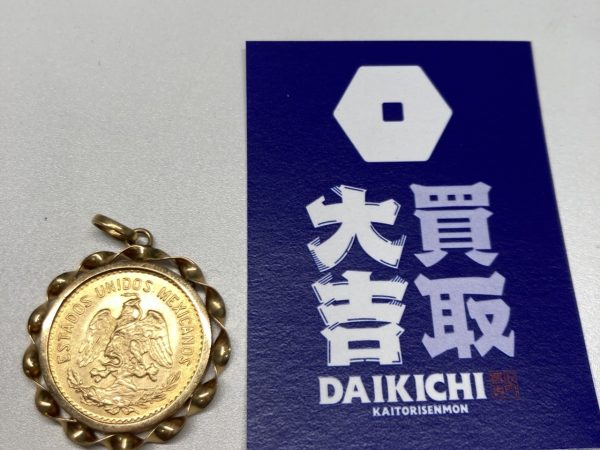 ESTADOS UNIDOS MEXICANOS
買取
大吉
DAIKICHI
KAITORISENMON